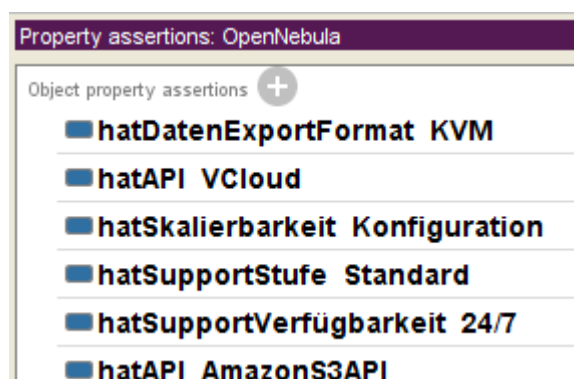 Property assertions: OpenNebula
Object property assertions
hatDatenExportFormat KVM
hatAPI VCloud
hatSkalierbarkeit Konfiguration
hatSupportStufe Standard
hatSupportVerfügbarkeit 24/7
hatAPI AmazonS3API